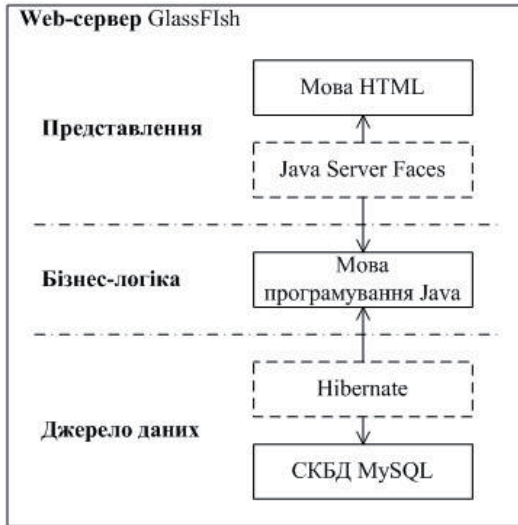 Web-сервер GlassFIsh
Мова HTML
Представлення
Java Server Faces
Бізнес-логіка
Мова
програмування Java
Hibernate
Джерело даних
СКБД MySQL